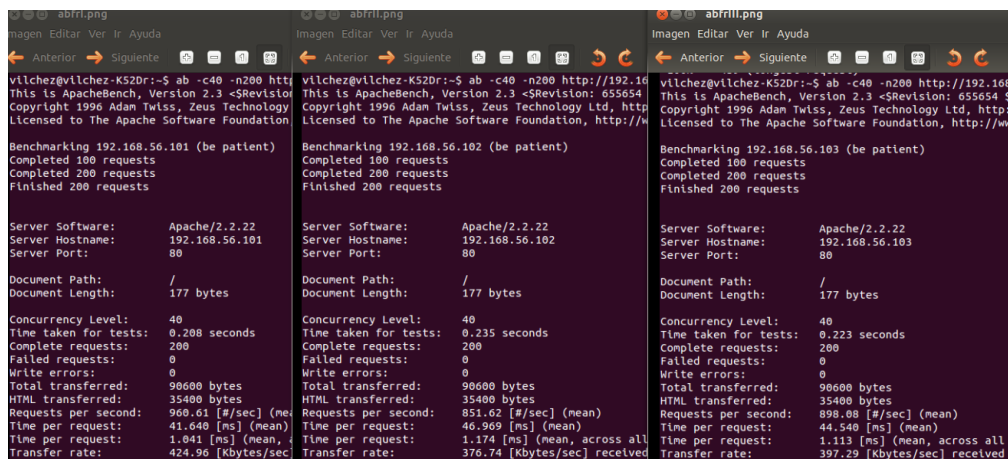 abfrI.png
Imagen Editar Ver Ir Ayuda
Anterior Siguiente
vilchez@vilchez-K52Dr:~$ ab -c40 -n200 http
This is ApacheBench, Version 2.3 <$Revision
Copyright 1996 Adam Twiss, Zeus Technology
Licensed to The Apache Software Foundation,
Benchmarking 192.168.56.101 (be patient)
Completed 100 requests
Completed 200 requests
Finished 200 requests
Server Software: Apache/2.2.22
Server Hostname: 192.168.56.101
Server Port: 80
Document Path: /
Document Length: 177 bytes
Concurrency Level: 40
Time taken for tests: 0.208 seconds
Complete requests: 200
Failed requests: 0
Write errors: 0
Total transferred: 90600 bytes
HTML transferred: 35400 bytes
Requests per second: 960.61 [#/sec] (mea
Time per request: 41.640 [ms] (mean)
Time per request: 1.041 [ms] (mean, a
Transfer rate: 424.96 [Kbytes/sec]
abfrII.png
Imagen Editar Ver Ir Ayuda
Anterior Siguiente
vilchez@vilchez-K52Dr:~$ ab -c40 -n200 http://192.16
This is ApacheBench, Version 2.3 <$Revision: 655654
Copyright 1996 Adam Twiss, Zeus Technology Ltd, http
Licensed to The Apache Software Foundation, http://w
Benchmarking 192.168.56.102 (be patient)
Completed 100 requests
Completed 200 requests
Finished 200 requests
Server Software: Apache/2.2.22
Server Hostname: 192.168.56.102
Server Port: 80
Document Path: /
Document Length: 177 bytes
Concurrency Level: 40
Time taken for tests: 0.235 seconds
Complete requests: 200
Failed requests: 0
Write errors: 0
Total transferred: 90600 bytes
HTML transferred: 35400 bytes
Requests per second: 851.62 [#/sec] (mean)
Time per request: 46.969 [ms] (mean)
Time per request: 1.174 [ms] (mean, across all
Transfer rate: 376.74 [Kbytes/sec] received
abfrIII.png
Imagen Editar Ver Ir Ayuda
Anterior Siguiente
vilchez@vilchez-K52Dr:~$ ab -c40 -n200 http://192.168
This is ApacheBench, Version 2.3 <$Revision: 655654 $
Copyright 1996 Adam Twiss, Zeus Technology Ltd, http:
Licensed to The Apache Software Foundation, http://ww
Benchmarking 192.168.56.103 (be patient)
Completed 100 requests
Completed 200 requests
Finished 200 requests
Server Software: Apache/2.2.22
Server Hostname: 192.168.56.103
Server Port: 80
Document Path: /
Document Length: 177 bytes
Concurrency Level: 40
Time taken for tests: 0.223 seconds
Complete requests: 200
Failed requests: 0
Write errors: 0
Total transferred: 90600 bytes
HTML transferred: 35400 bytes
Requests per second: 898.08 [#/sec] (mean)
Time per request: 44.540 [ms] (mean)
Time per request: 1.113 [ms] (mean, across all
Transfer rate: 397.29 [Kbytes/sec] received